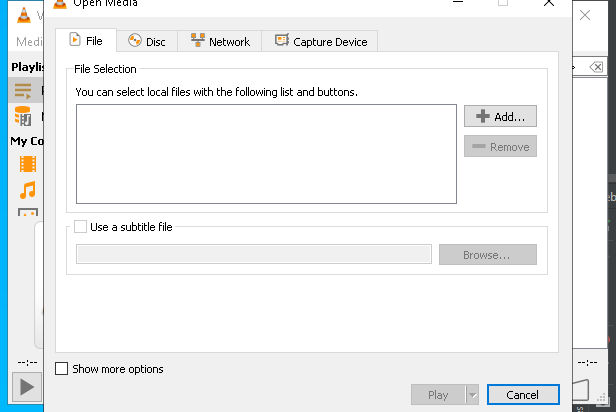 Open Media
V
Medi
File
Disc
Network
Capture Device
Playlis
File Selection
You can select local files with the following list and buttons.
Add...
Remove
My Co
Use a subtitle file
Browse...
--:--
--:--
Show more options
Play
Cancel